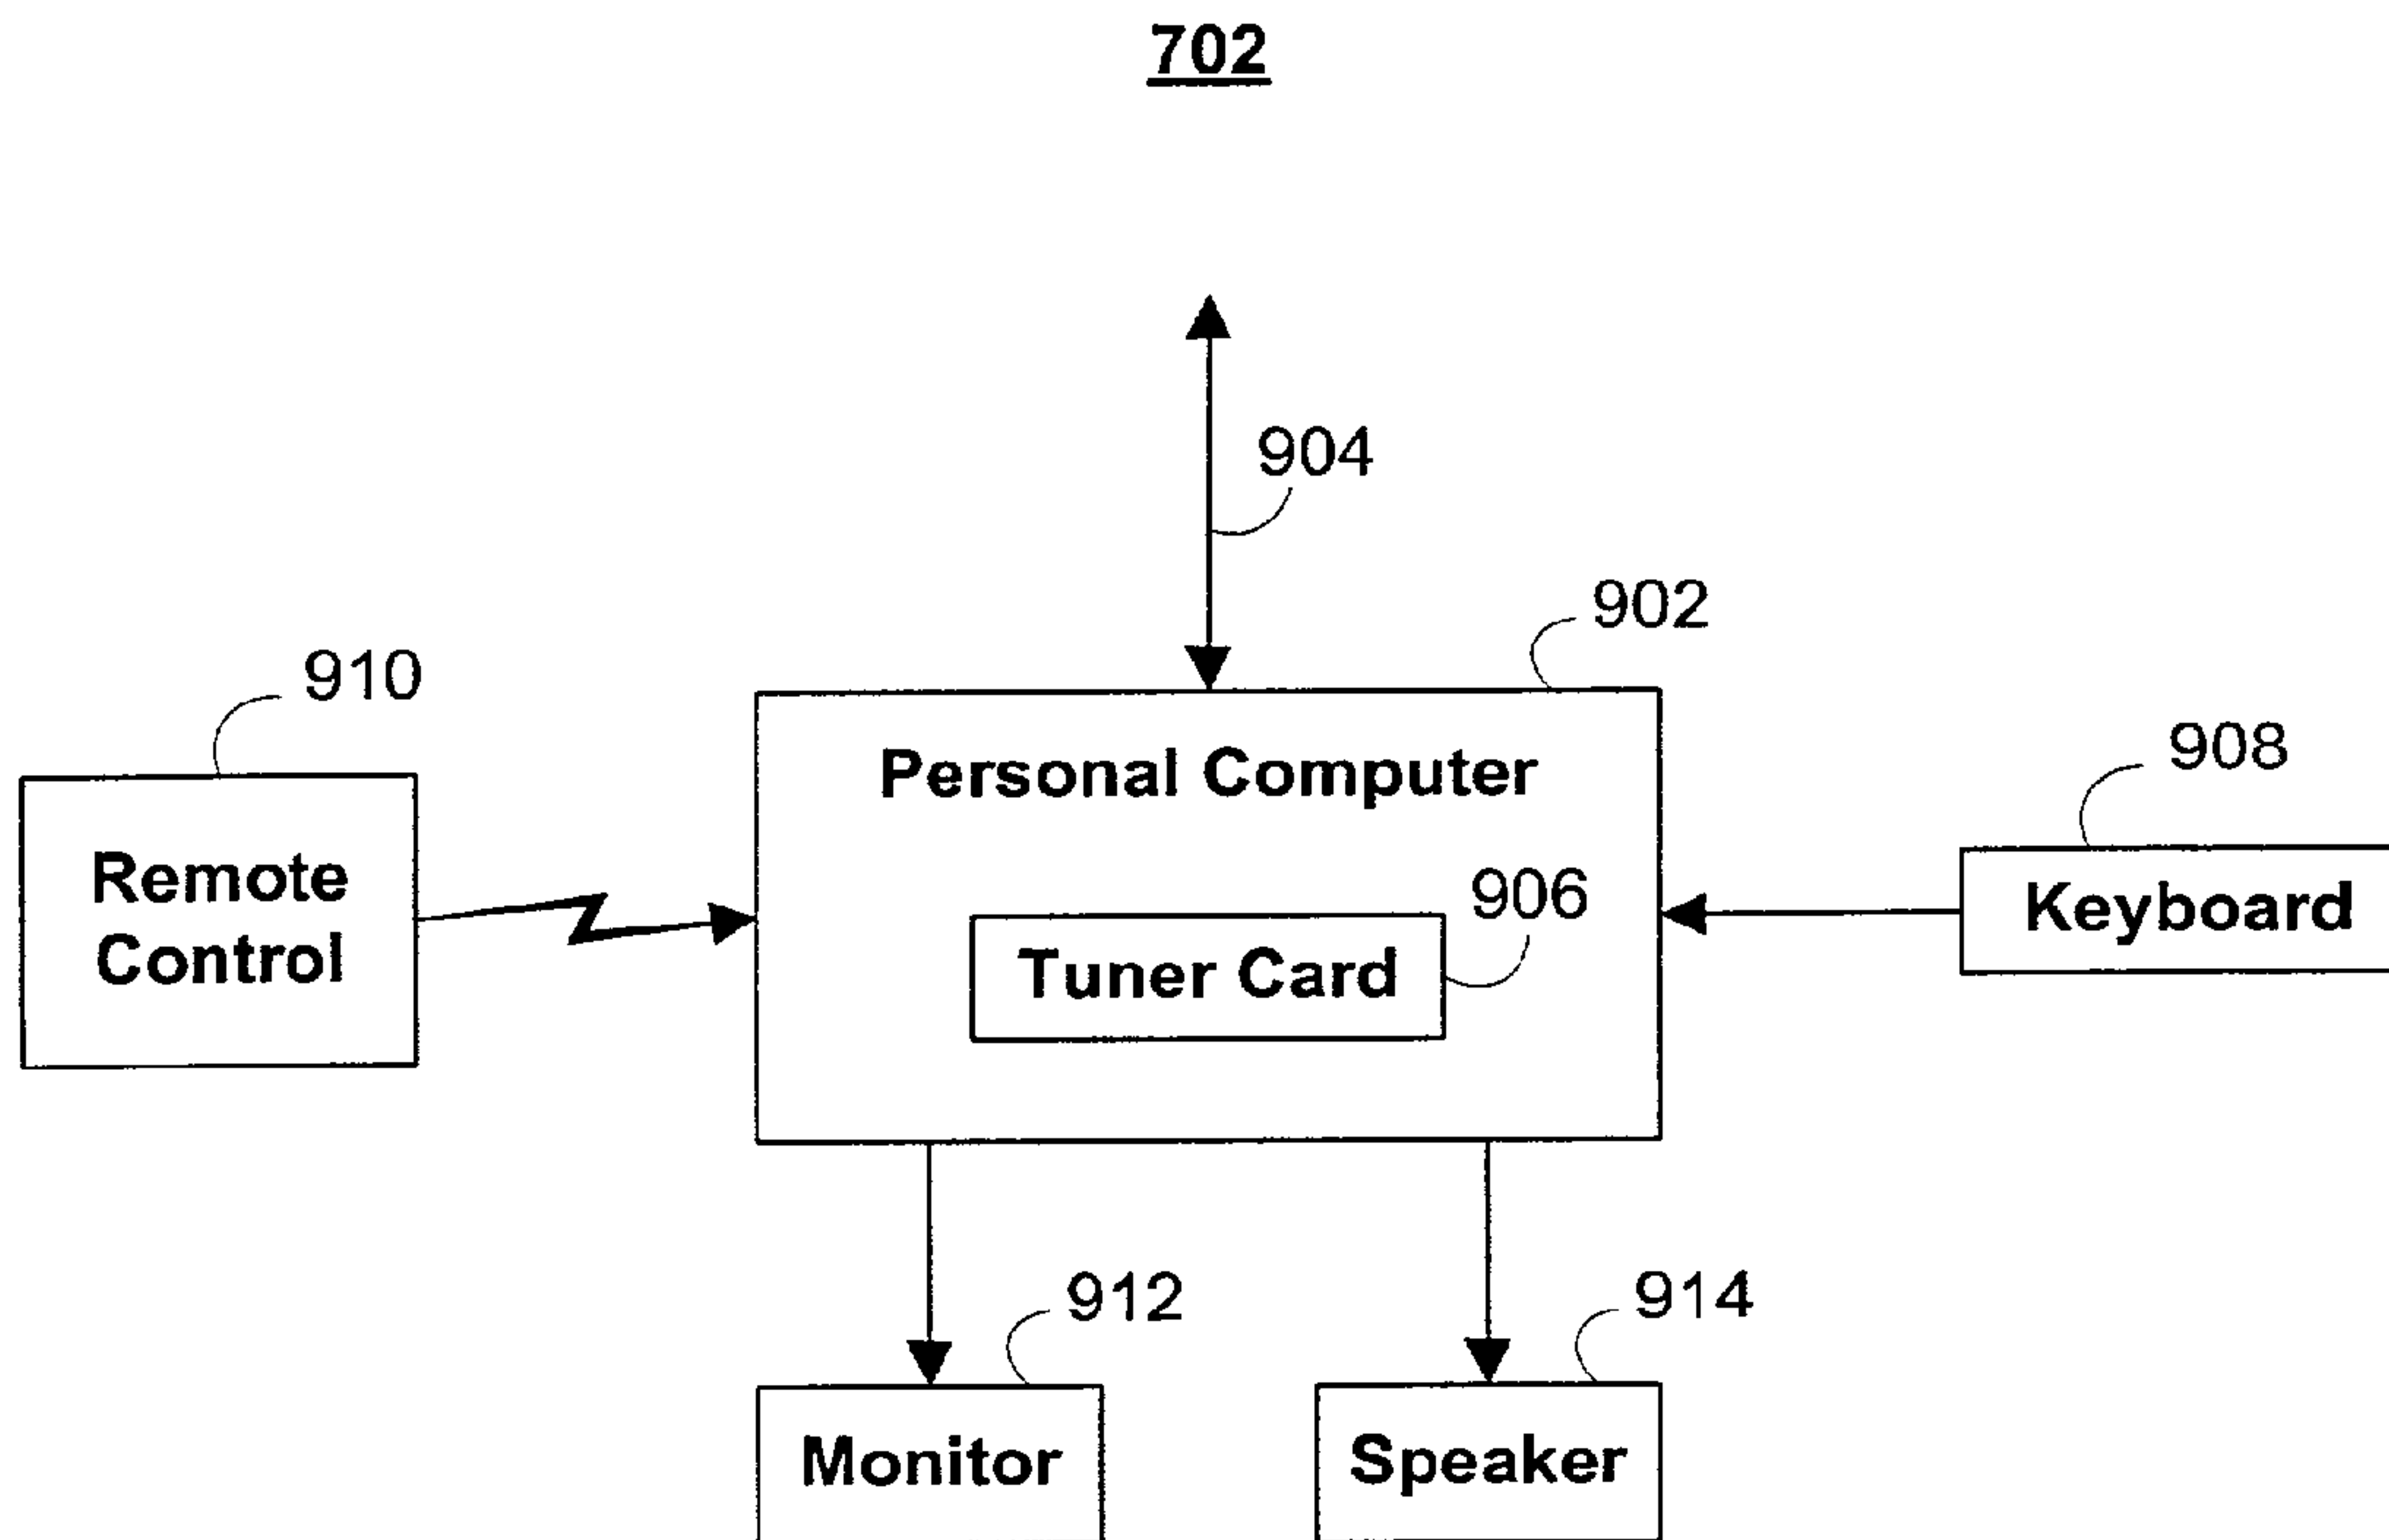 702
904
902
910
Personal Computer
908
Remote
Control
906
Keyboard
Tuner Card
912
914
Monitor
Speaker